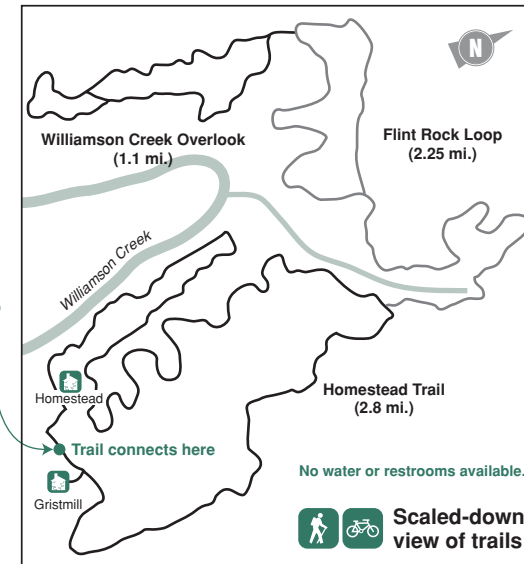 N
Williamson Creek Overlook
(1.1 mi.)
Flint Rock Loop
(2.25 mi.)
Williamson Creek
Homestead
Homestead Trail
(2.8 mi.)
Trail connects here
Gristmill
No water or restrooms available.
Scaled-down
view of trails